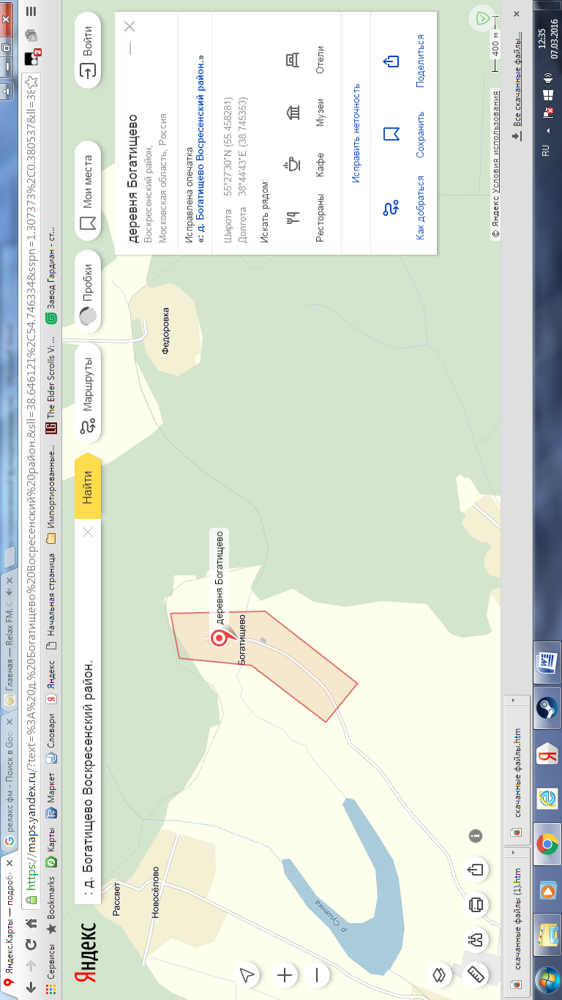 Яндекс.Карты — подробн
релакс фм - Поиск в Goo
Главная — Relax FM.
https://maps.yandex.ru/?text=%3A%20д.%20Богатищево%20Восресенский%20район.&sll=38.646121%2C54.746334&sspn=1.307373%2C0.380537&ll=38
2
Сервисы
Bookmarks
Карты
Маркет
Словари
Яндекс
Начальная страница
Импортированные...
The Elder Scrolls V: ...
Завод Гардиан - ст...
Яндекс
: д. Богатищево Воскресенский район.
Найти
Маршруты
Пробки
Мои места
Войти
деревня Богатищево
Воскресенский район,
Московская область, Россия
Исправлена опечатка
«: д. Богатищево Восресенский район.»
Широта 55°27′30″N (55.458281)
Долгота 38°44′43″E (38.745353)
Искать рядом:
Рестораны
Кафе
Музеи
Отели
Исправить неточность
Как добраться
Сохранить
Поделиться
Рассвет
Новосёлово
Федоровка
деревня Богатищево
Богатищево
р. Сушенка
© Яндекс Условия использования
400 м
скачанные файлы (1).htm
скачанные файлы.htm
Все скачанные файлы...
RU
12:35
07.03.2016